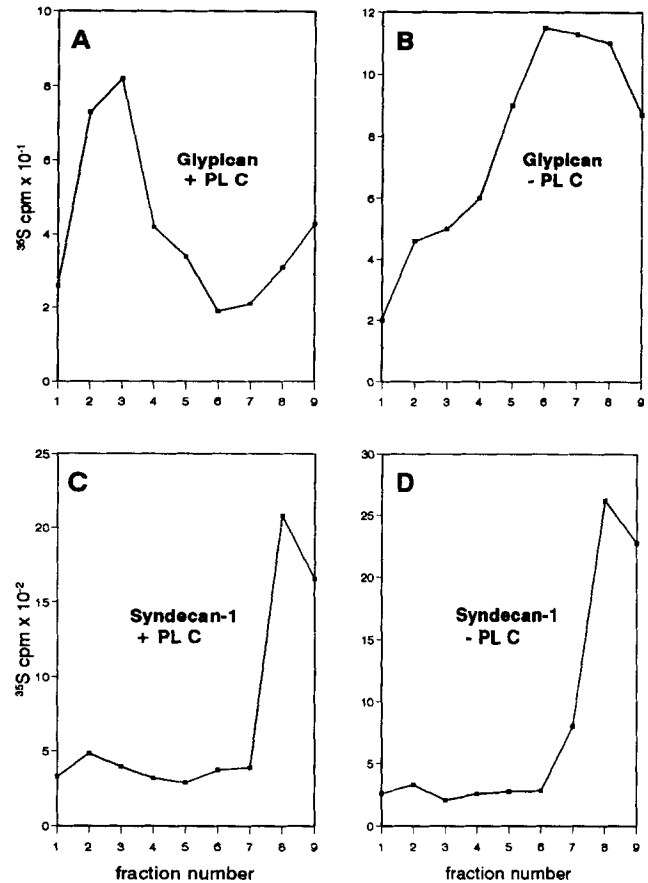 A
B
10
8
6
4
2
0
³⁵S cpm x 10⁻¹
Glypican
+ PL C
1 2 3 4 5 6 7 8 9
12
10
8
6
4
2
0
Glypican
- PL C
1 2 3 4 5 6 7 8 9
C
D
25
20
15
10
5
0
³⁵S cpm x 10⁻²
Syndecan-1
+ PL C
1 2 3 4 5 6 7 8 9
fraction number
30
25
20
15
10
5
0
Syndecan-1
- PL C
1 2 3 4 5 6 7 8 9
fraction number